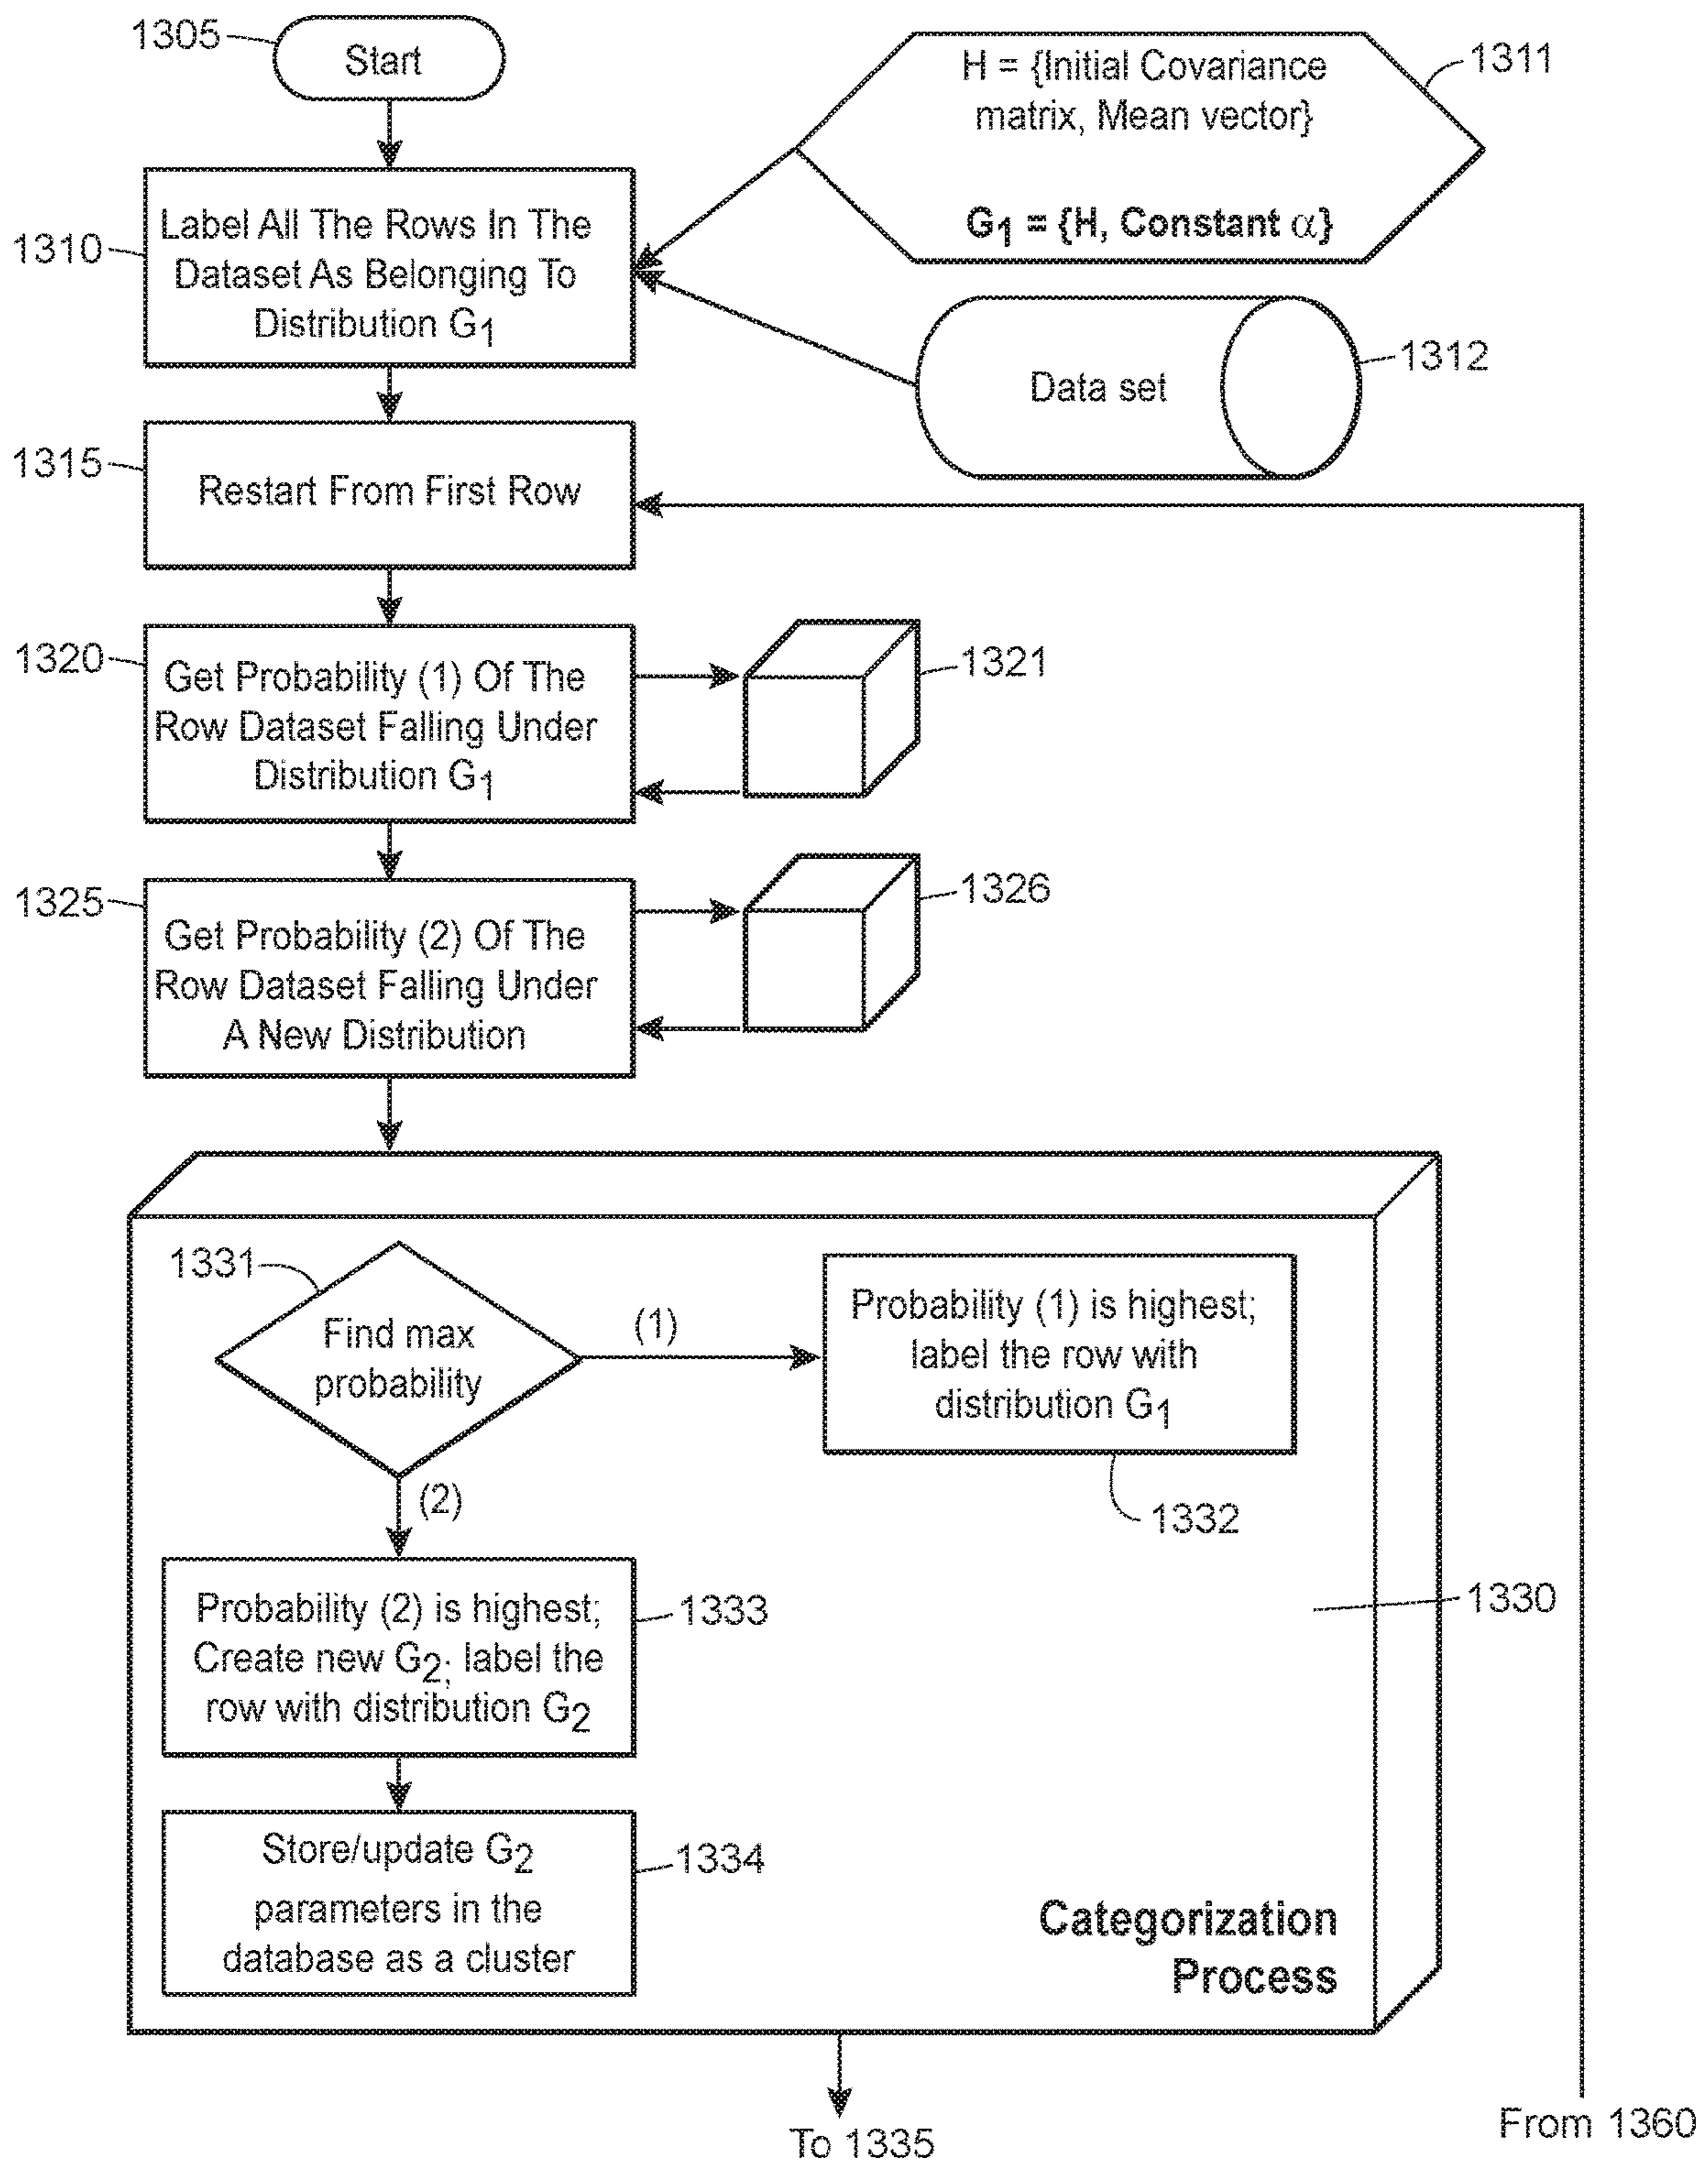 1305
Start
H = {Initial Covariance
matrix, Mean vector}
G1 = {H, Constant α}
1311
1310
Label All The Rows In The
Dataset As Belonging To
Distribution G1
Data set
1312
1315
Restart From First Row
1320
Get Probability (1) Of The
Row Dataset Falling Under
Distribution G1
1321
1325
Get Probability (2) Of The
Row Dataset Falling Under
A New Distribution
1326
1331
Find max
probability
(1)
Probability (1) is highest;
label the row with
distribution G1
1332
(2)
Probability (2) is highest;
Create new G2; label the
row with distribution G2
1333
1330
Store/update G2
parameters in the
database as a cluster
1334
Categorization
Process
To 1335
From 1360